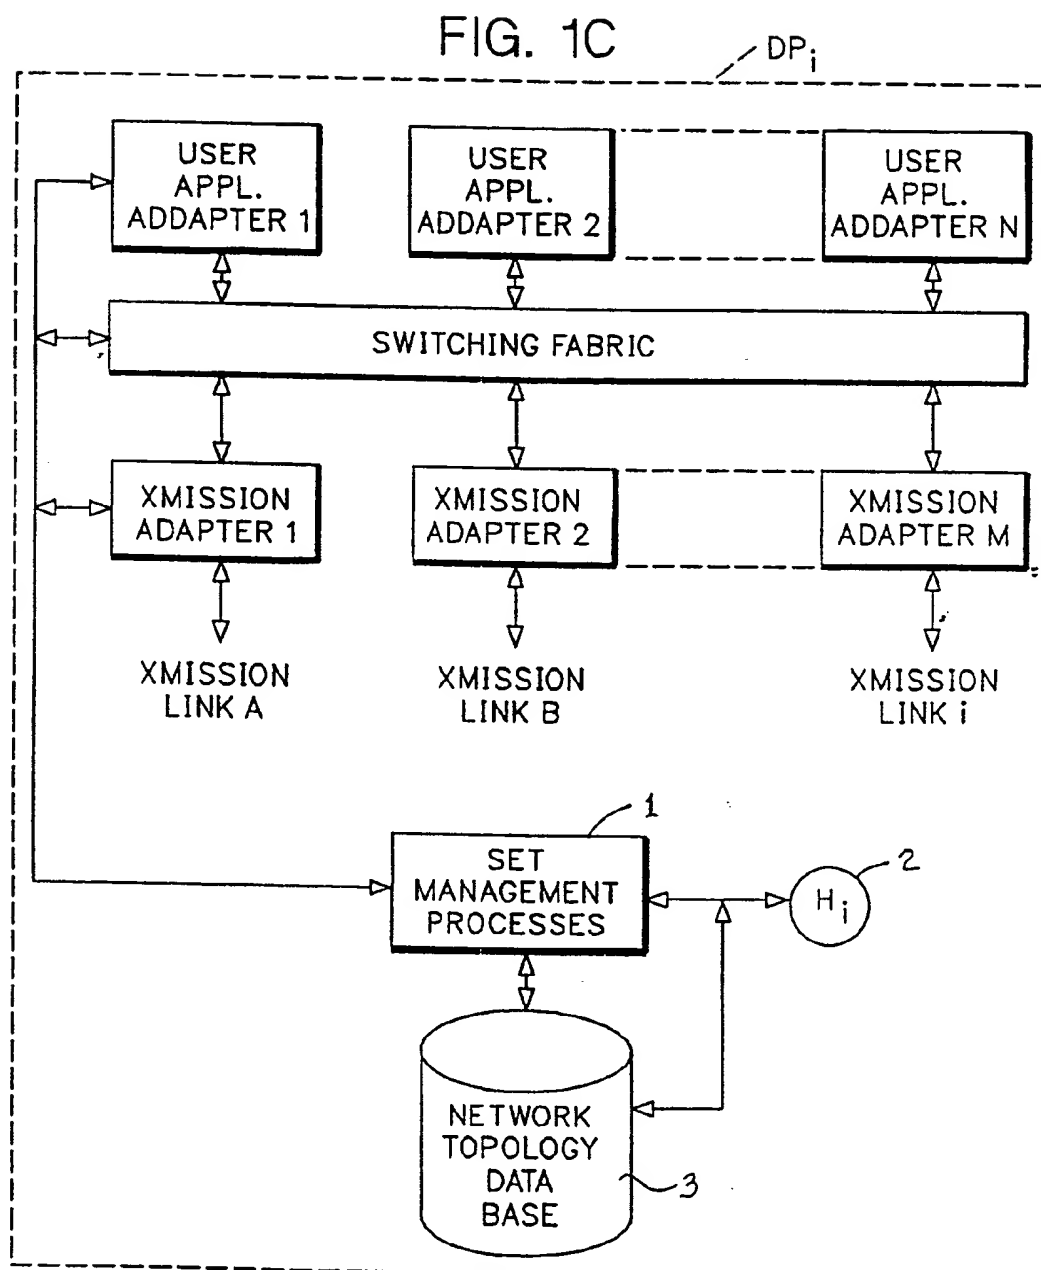 FIG. 1C
DPi
USER
APPL.
ADDAPTER 1
USER
APPL.
ADDAPTER 2
USER
APPL.
ADDAPTER N
SWITCHING FABRIC
XMISSION
ADAPTER 1
XMISSION
ADAPTER 2
XMISSION
ADAPTER M
XMISSION
LINK A
XMISSION
LINK B
XMISSION
LINK i
1
SET
MANAGEMENT
PROCESSES
2
Hi
NETWORK
TOPOLOGY
DATA
BASE
3